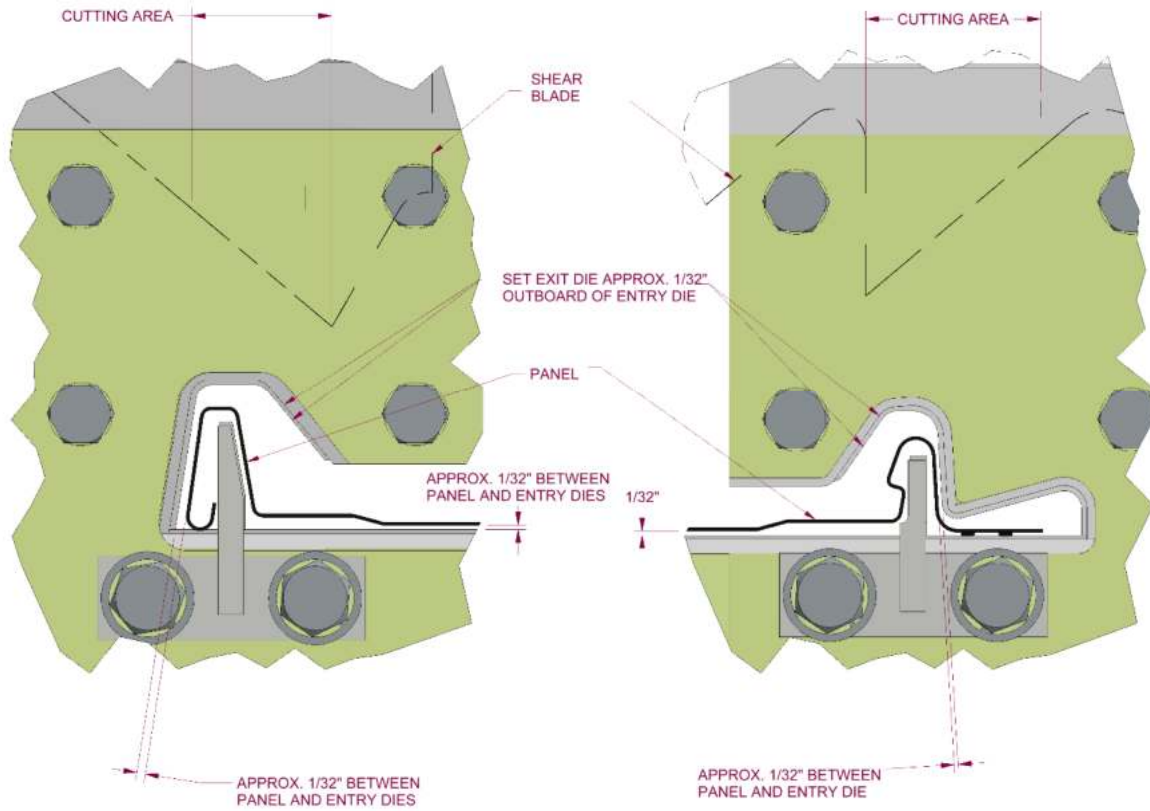 CUTTING AREA
CUTTING AREA
SHEAR
BLADE
SET EXIT DIE APPROX. 1/32"
OUTBOARD OF ENTRY DIE
PANEL
APPROX. 1/32" BETWEEN
PANEL AND ENTRY DIES
1/32"
APPROX. 1/32" BETWEEN
PANEL AND ENTRY DIES
APPROX. 1/32" BETWEEN
PANEL AND ENTRY DIE